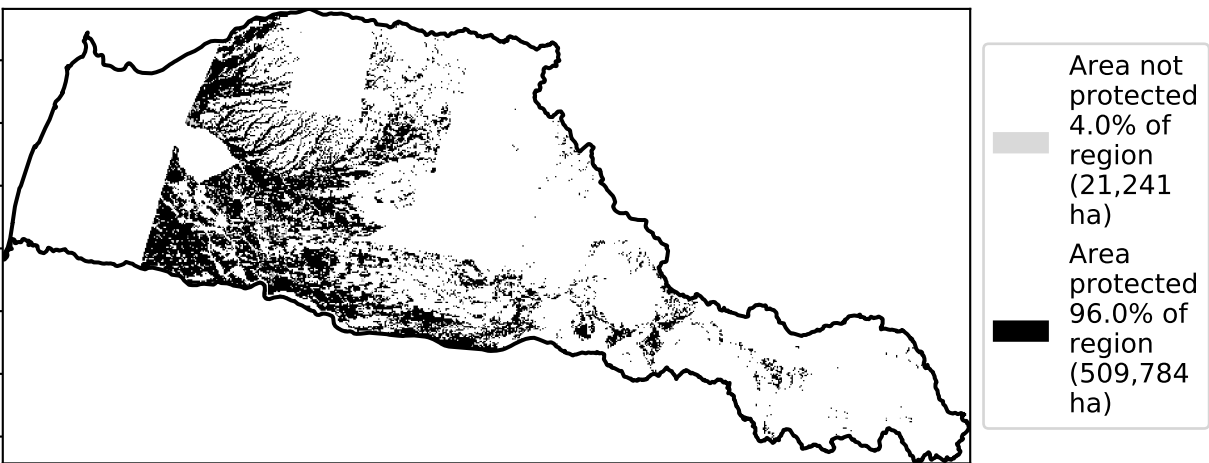 Area not
protected
4.0% of
region
(21,241
ha)
Area
protected
96.0% of
region
(509,784
ha)